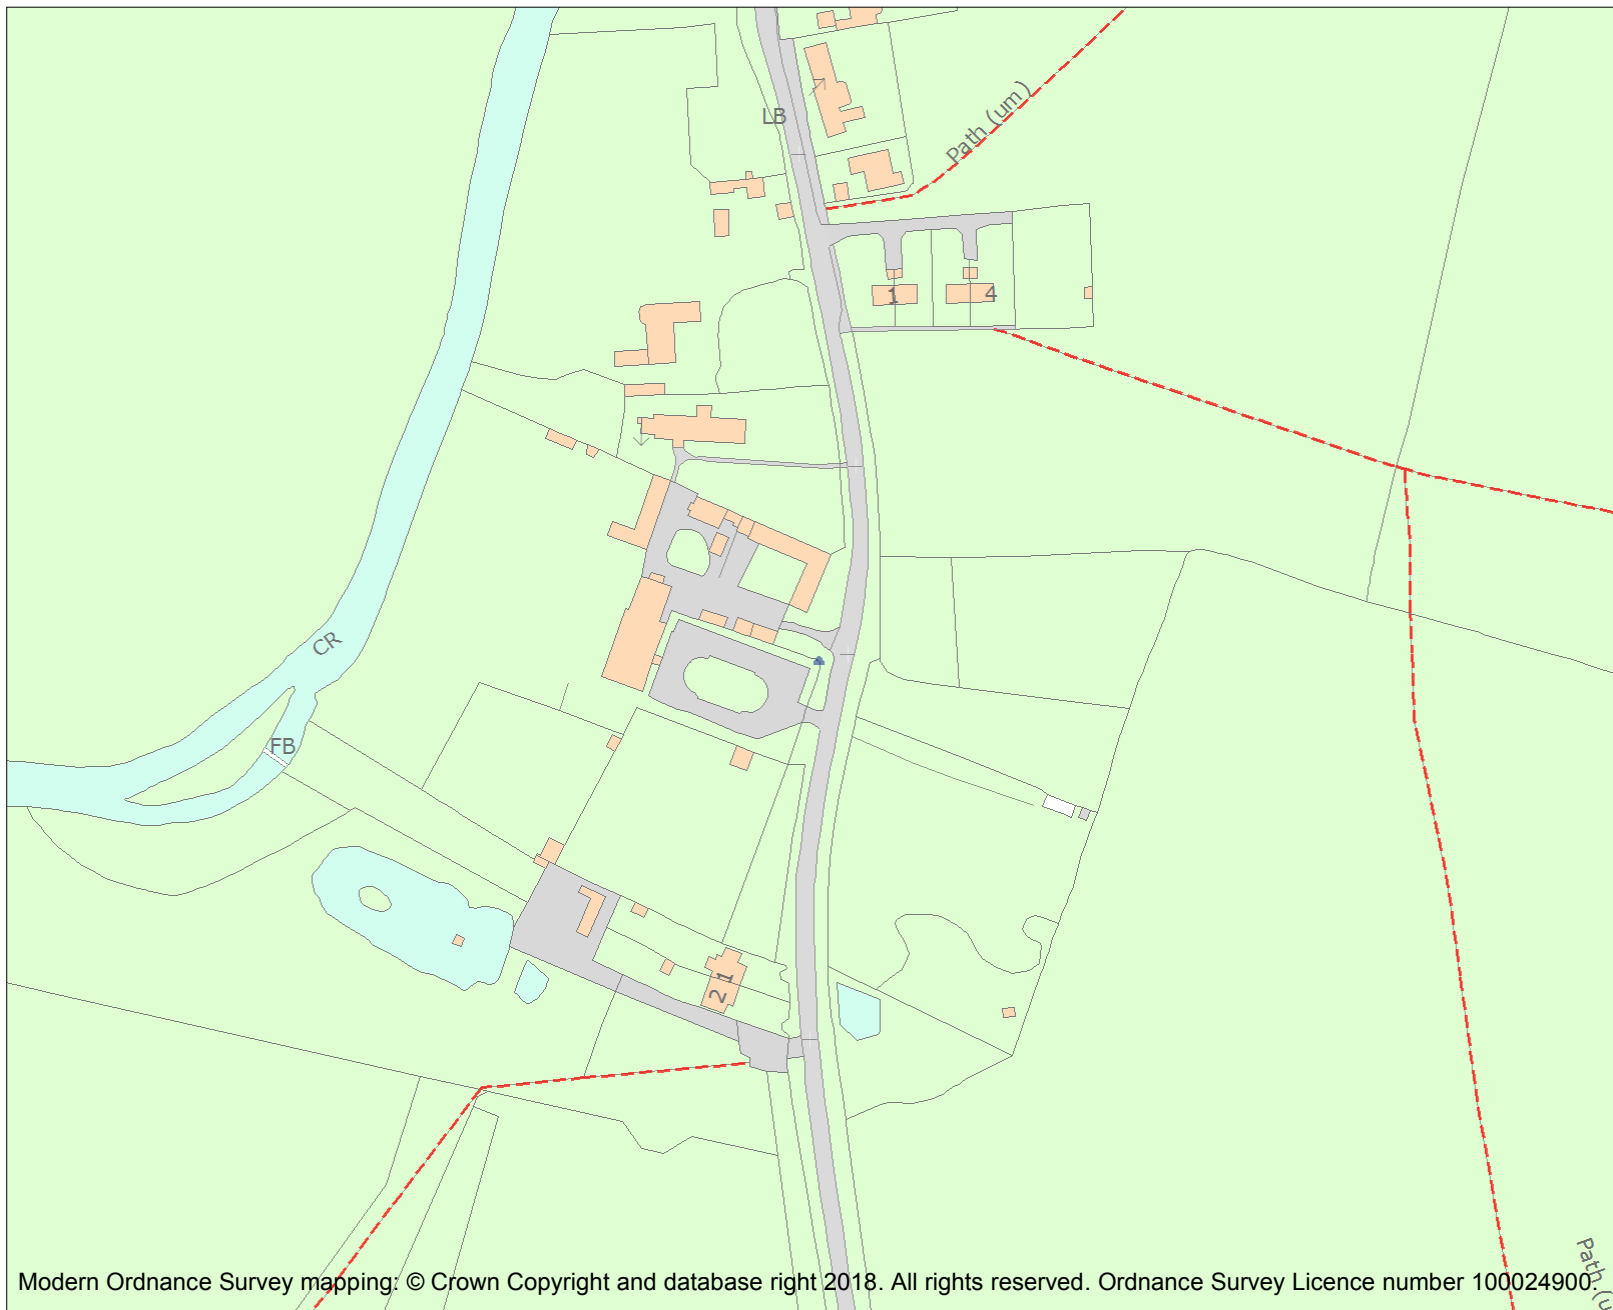 LB
Path (um)
1
4
CR
FB
2 1
Path (u
Modern Ordnance Survey mapping: © Crown Copyright and database right 2018. All rights reserved. Ordnance Survey Licence number 100024900.